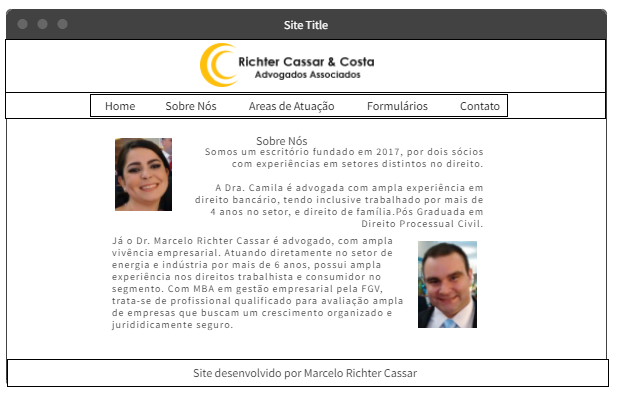 Site Title
Richter Cassar & Costa
Advogados Associados
Home Sobre Nós Areas de Atuação Formulários Contato
Sobre Nós
Somos um escritório fundado em 2017, por dois sócios
com experiências em setores distintos no direito.
A Dra. Camila é advogada com ampla experiência em
direito bancário, tendo inclusive trabalhado por mais de
4 anos no setor, e direito de família.Pós Graduada em
Direito Processual Civil.
Já o Dr. Marcelo Richter Cassar é advogado, com ampla
vivência empresarial. Atuando diretamente no setor de
energia e indústria por mais de 6 anos, possui ampla
experiência nos direitos trabalhista e consumidor no
segmento. Com MBA em gestão empresarial pela FGV,
trata-se de profissional qualificado para avaliação ampla
de empresas que buscam um crescimento organizado e
jurididicamente seguro.
Site desenvolvido por Marcelo Richter Cassar